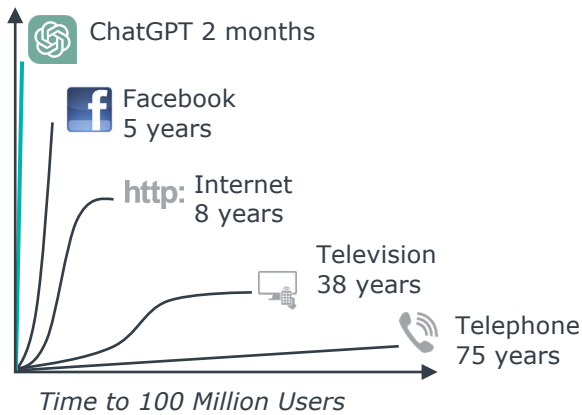 ChatGPT 2 months
f
Facebook
5 years
http:
Internet
8 years
Television
38 years
Telephone
75 years
Time to 100 Million Users